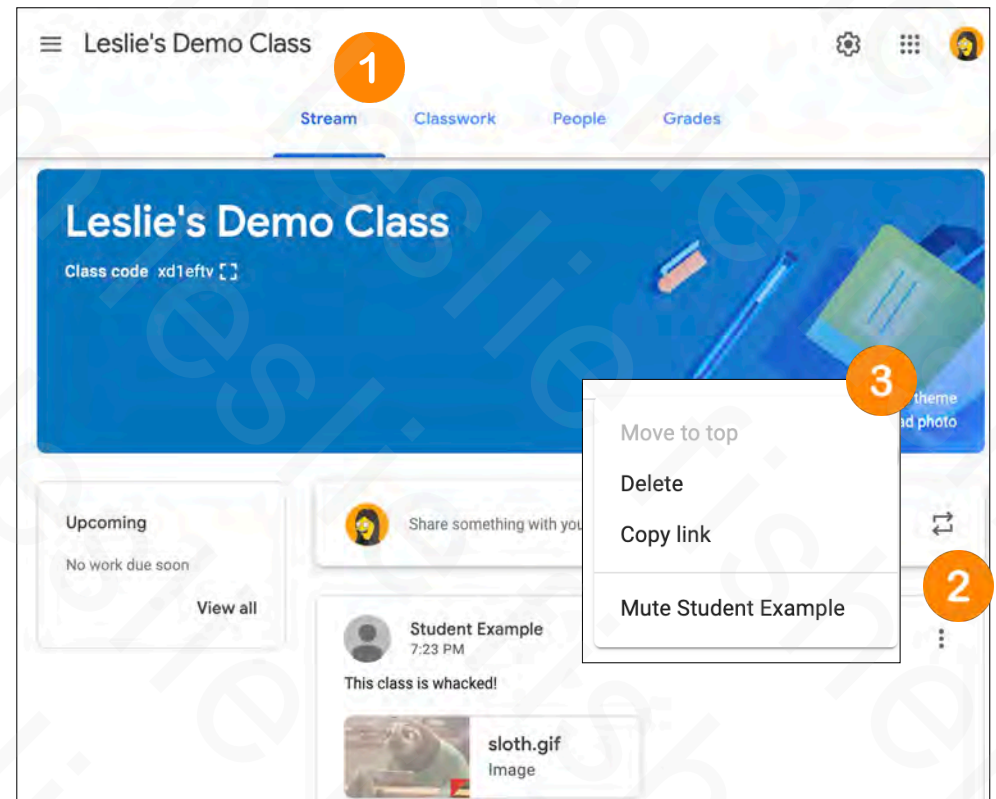 Leslie's Demo Class
1
Stream Classwork People Grades
Leslie's Demo Class
Class code xd1eftv
3
theme
photo
Move to top
Delete
Copy link
Mute Student Example
Upcoming
No work due soon
View all
Share something with you
2
Student Example
7:23 PM
This class is whacked!
sloth.gif
Image
leslie fisher